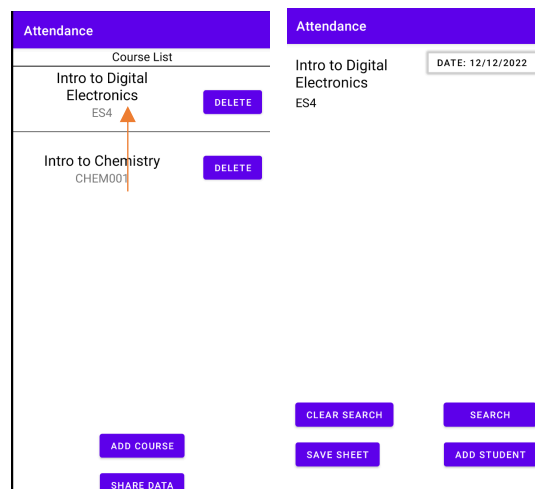 Attendance
Course List
Intro to Digital
Electronics
ES4
DELETE
Intro to Chemistry
CHEM001
DELETE
ADD COURSE
SHARE DATA
Attendance
Intro to Digital
Electronics
ES4
DATE: 12/12/2022
CLEAR SEARCH
SEARCH
SAVE SHEET
ADD STUDENT